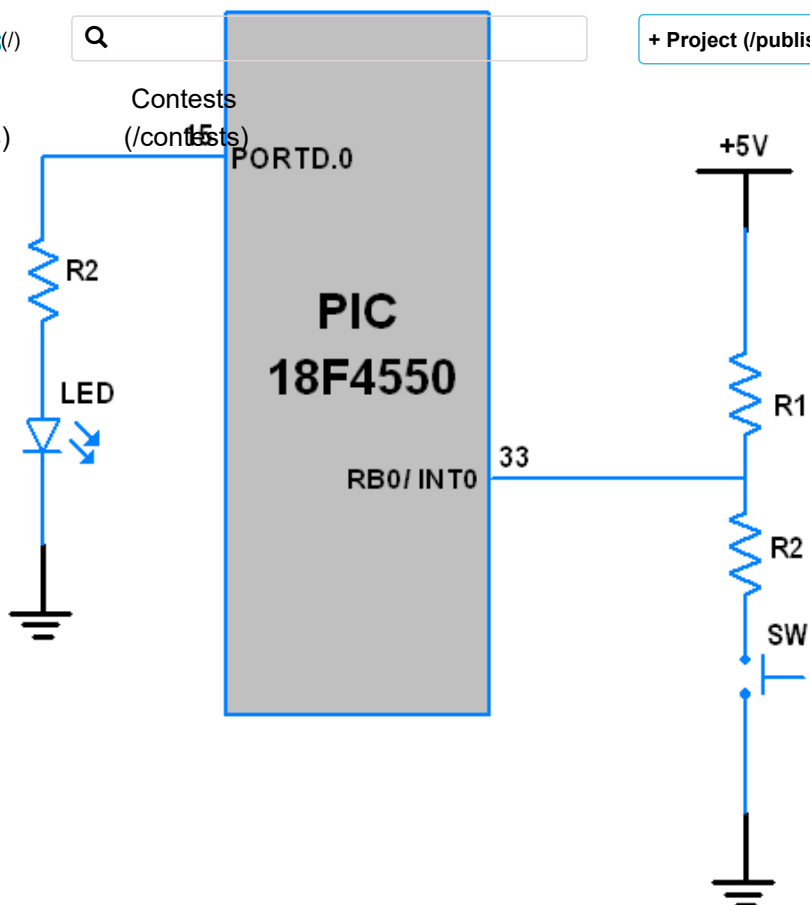 (/)
+ Project (/publis
Contests
(/contests)
)
15
PORTD.0
+5V
R2
PIC
18F4550
LED
R1
33
RB0/ INT0
R2
SW